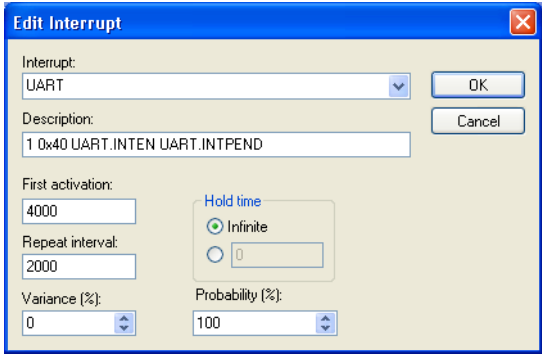 Edit Interrupt
Interrupt:
UART
OK
Description:
Cancel
1 0x40 UART.INTEN UART.INTPEND
First activation:
4000
Hold time
Infinite
Repeat interval:
0
2000
Variance (%):
Probability (%):
0
100